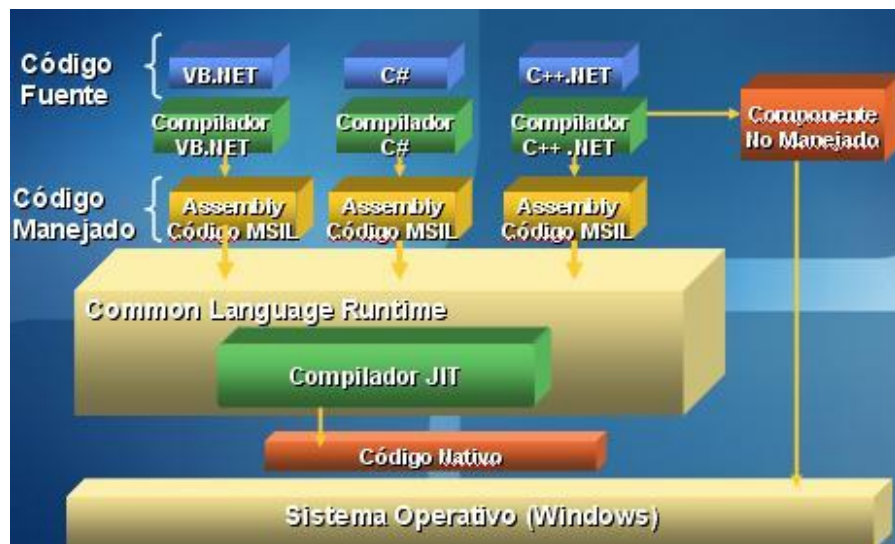 Código
Fuente
VB.NET
C#
C++.NET
Compilador
VB.NET
Compilador
C#
Compilador
C++ .NET
Componente
No Manejado
Código
Manejado
Assembly
Código MSIL
Assembly
Código MSIL
Assembly
Código MSIL
Common Language Runtime
Compilador JIT
Código Nativo
Sistema Operativo (Windows)